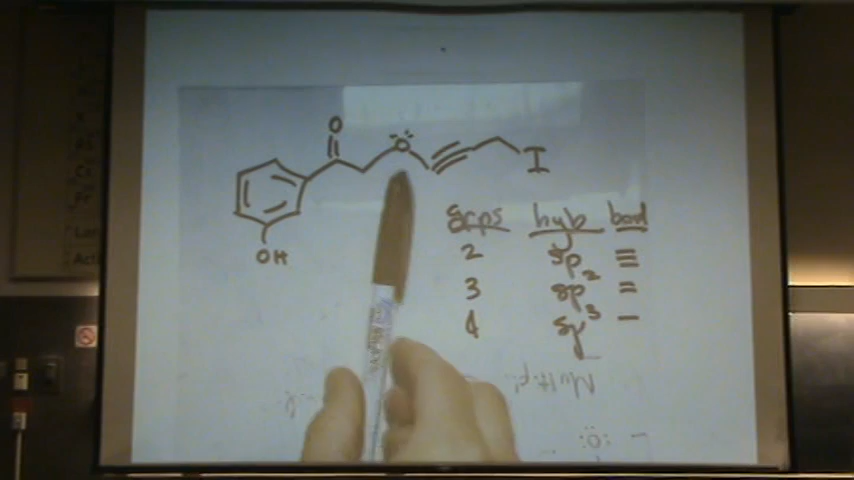 O
O
I
OH
grps hyb bond
2 sp ≡
3 sp2 =
4 sp3 –